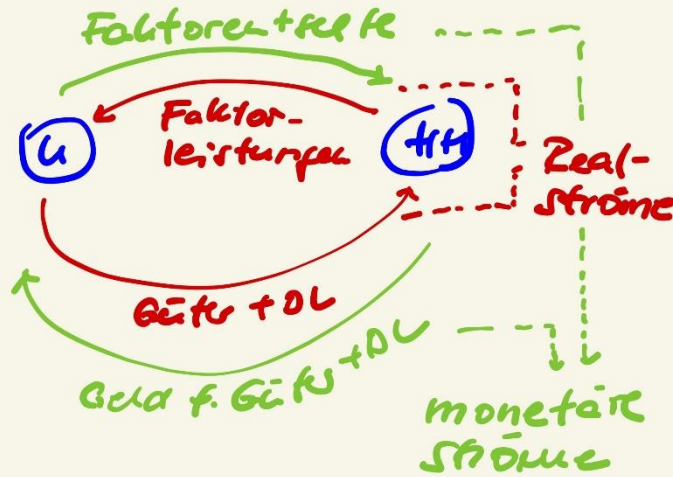 Faktorentgelte
Faktor-
leistungen
U
HH
Real-
ströme
Güter + DL
Geld f. Güter + DL
monetäre
Ströme